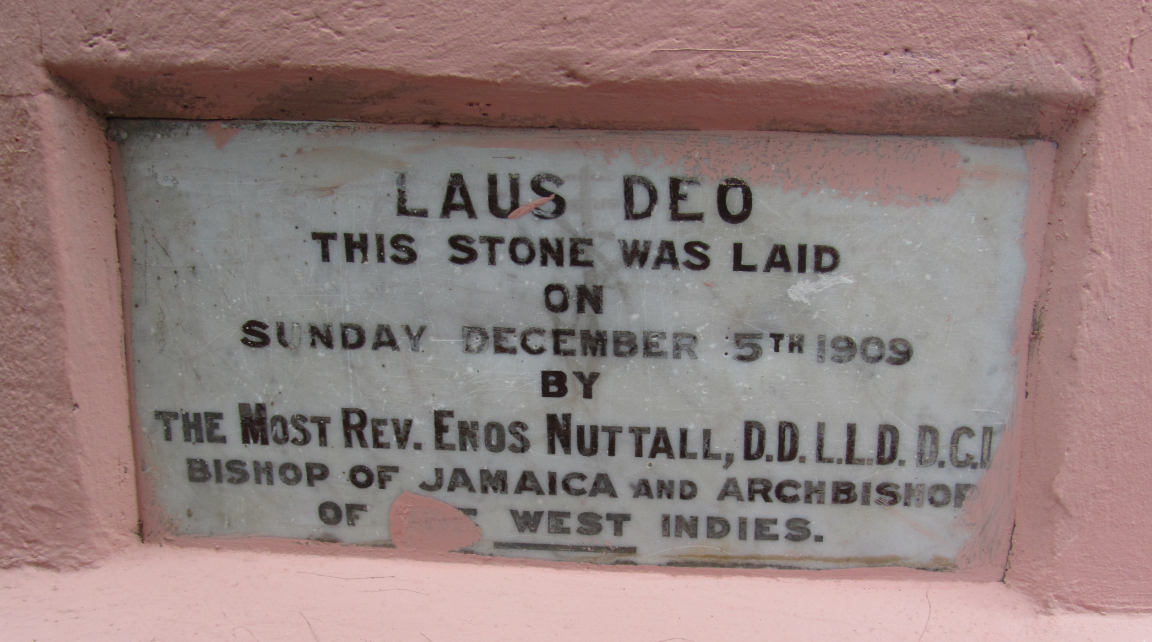 LAUS DEO
THIS STONE WAS LAID
ON
SUNDAY DECEMBER 5TH 1909
BY
THE MOST REV. ENOS NUTTALL, D.D. L.L.D. D.C.L
BISHOP OF JAMAICA AND ARCHBISHOP
OF WEST INDIES.